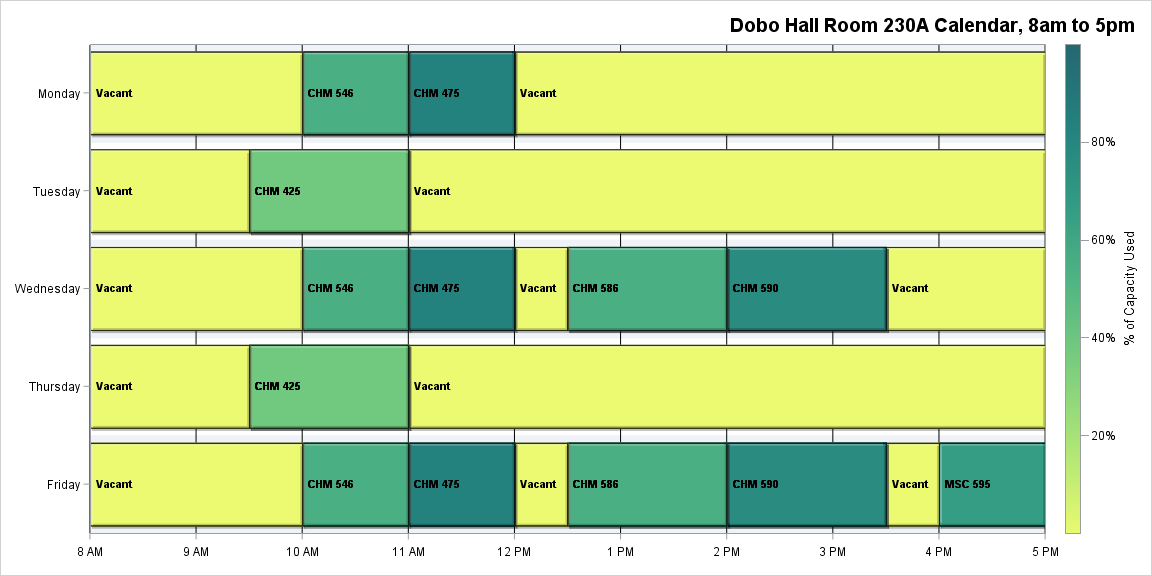 Dobo Hall Room 230A Calendar, 8am to 5pm
Monday
Vacant
CHM 546
CHM 475
Vacant
Tuesday
Vacant
CHM 425
Vacant
Wednesday
Vacant
CHM 546
CHM 475
Vacant
CHM 586
CHM 590
Vacant
Thursday
Vacant
CHM 425
Vacant
Friday
Vacant
CHM 546
CHM 475
Vacant
CHM 586
CHM 590
Vacant
MSC 595
8 AM
9 AM
10 AM
11 AM
12 PM
1 PM
2 PM
3 PM
4 PM
5 PM
80%
60%
40%
20%
% of Capacity Used